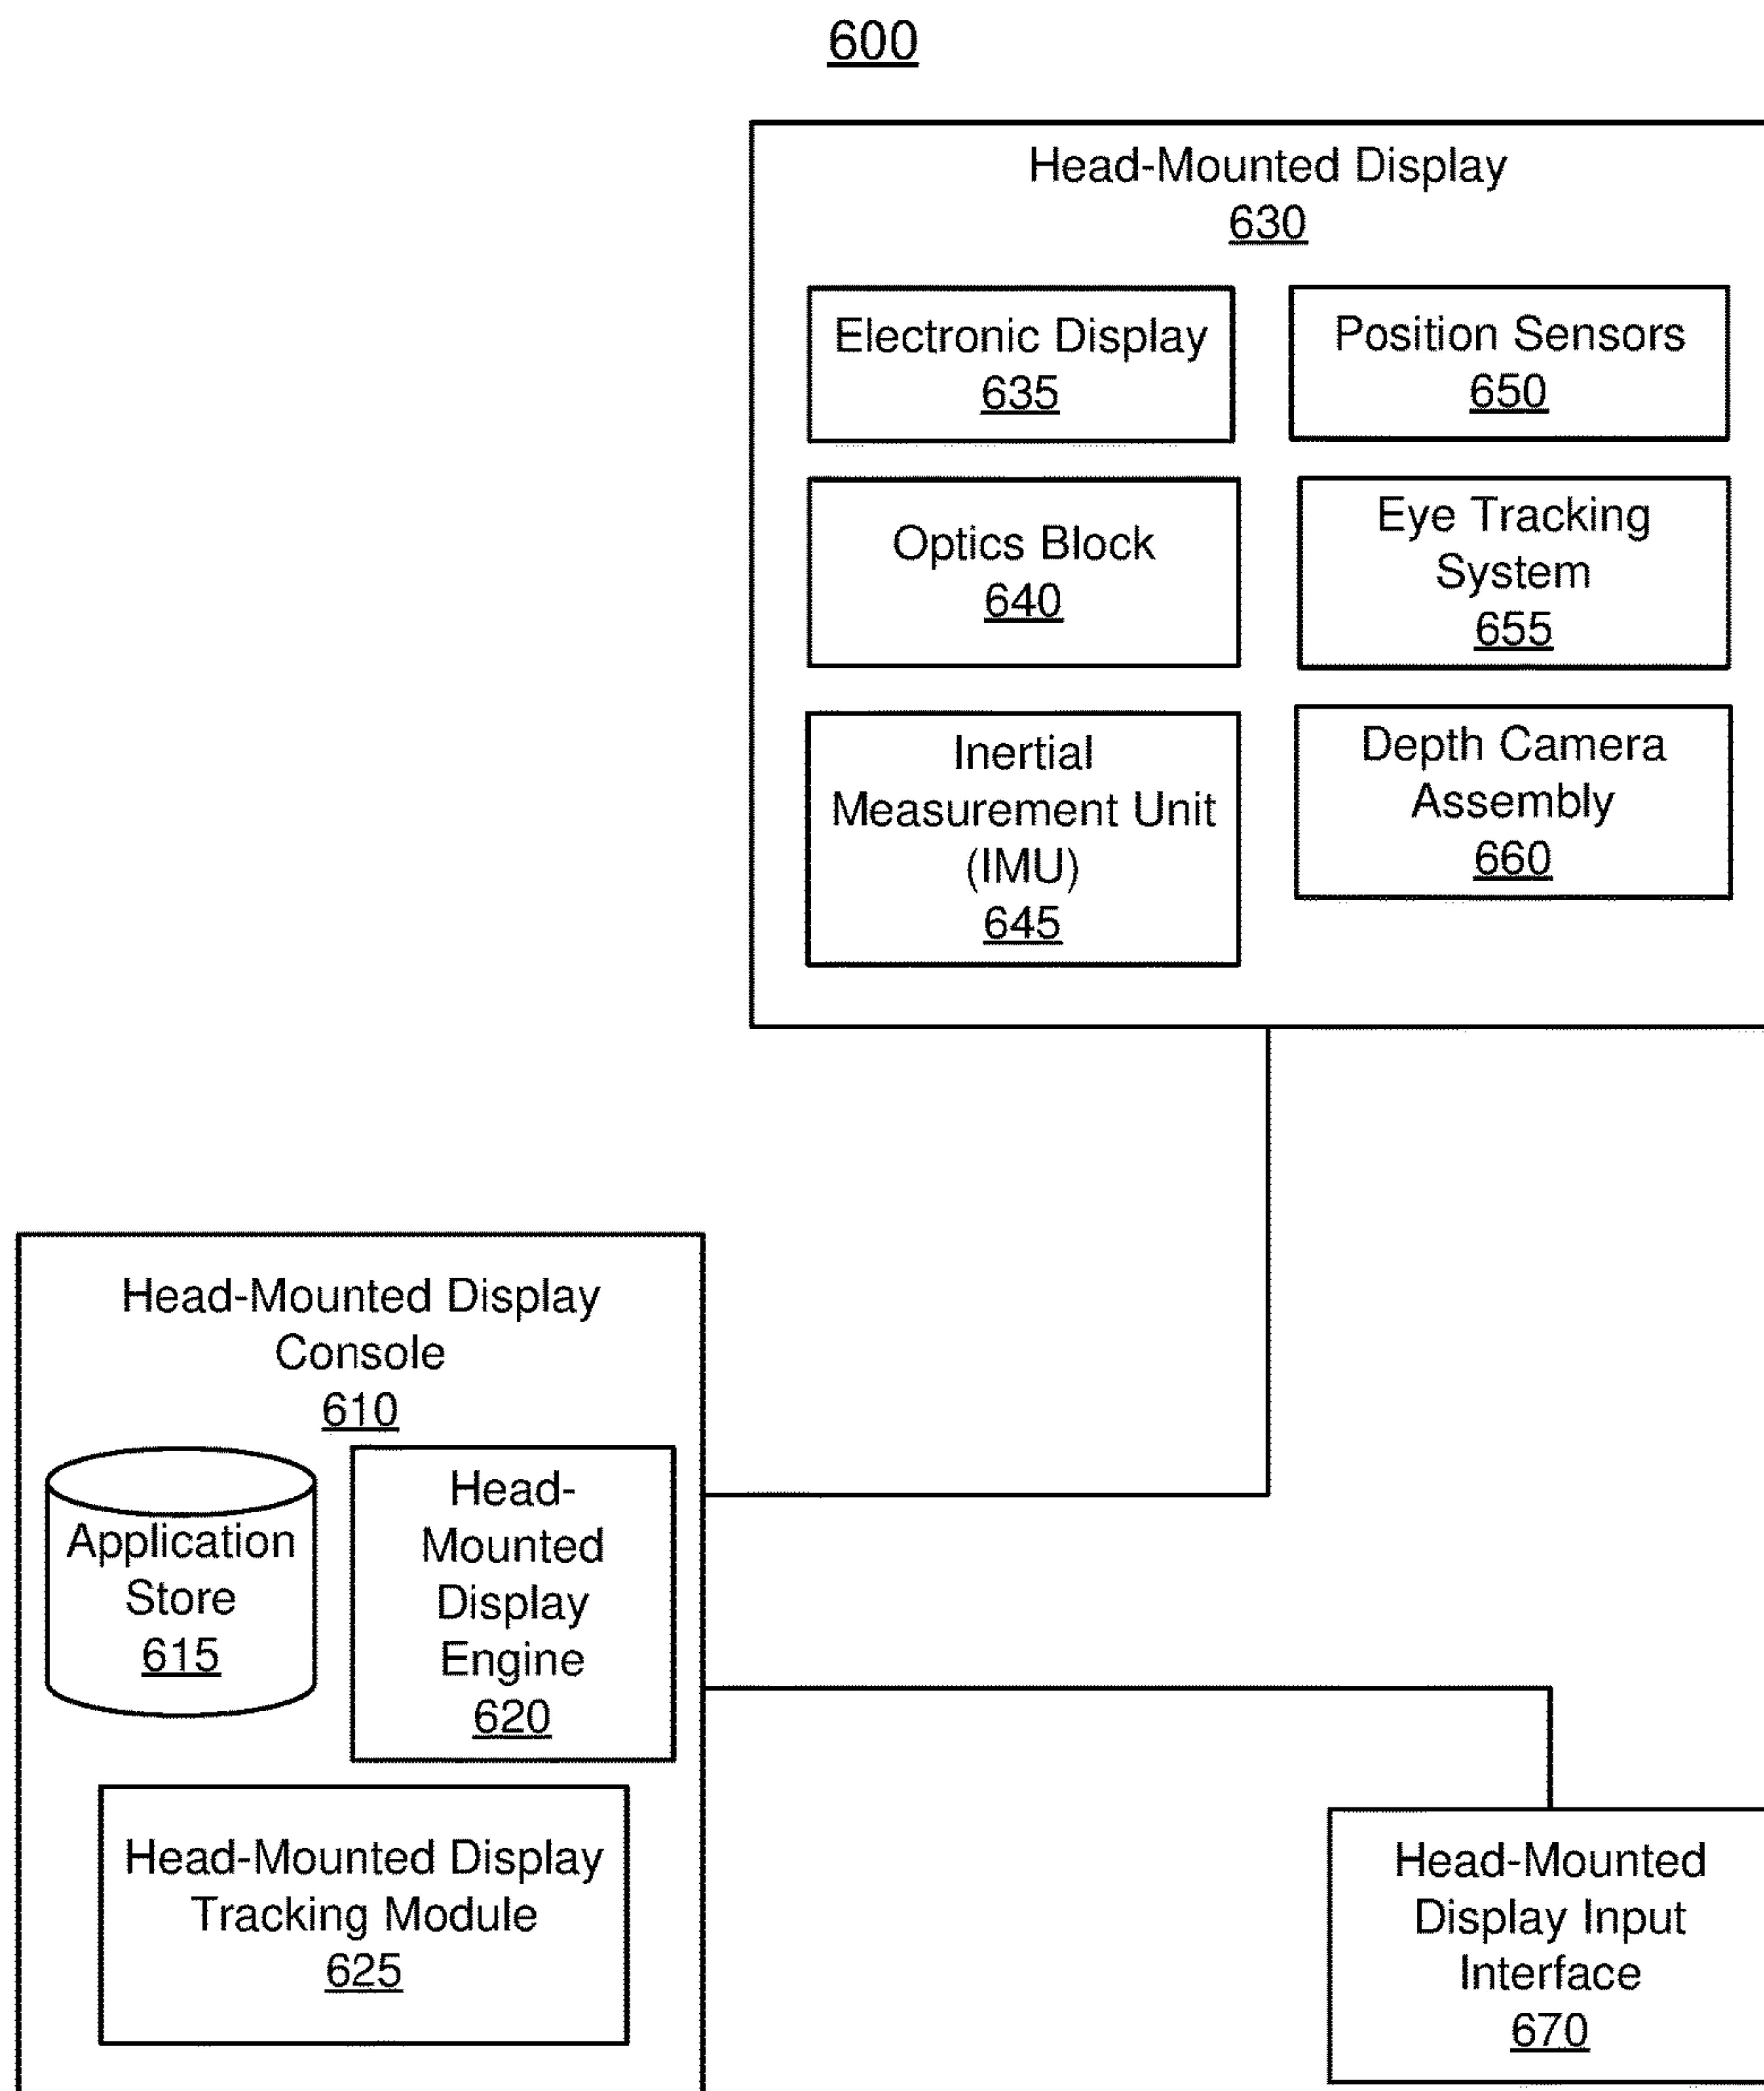 600
Head-Mounted Display
630
Electronic Display
635
Position Sensors
650
Optics Block
640
Eye Tracking
System
655
Inertial
Measurement Unit
(IMU)
645
Depth Camera
Assembly
660
Head-Mounted Display
Console
610
Application
Store
615
Head-
Mounted
Display
Engine
620
Head-Mounted Display
Tracking Module
625
Head-Mounted
Display Input
Interface
670